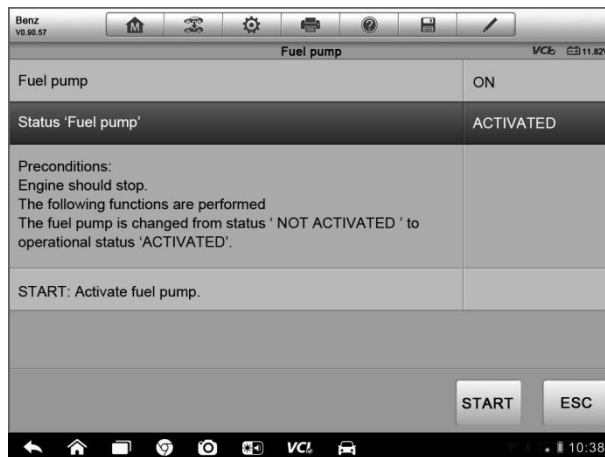 Benz
V0.90.57
M
Fuel pump
VCI 11.82V
Fuel pump ON
Status ‘Fuel pump’ ACTIVATED
Preconditions:
Engine should stop.
The following functions are performed
The fuel pump is changed from status ‘ NOT ACTIVATED ’ to
operational status ‘ACTIVATED’.
START: Activate fuel pump.
START ESC
VCI 10:38